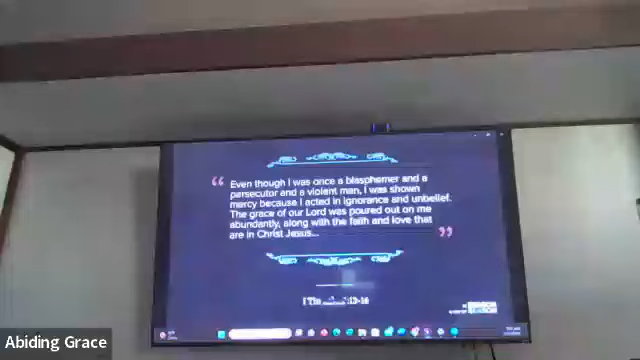 “ Even though I was once a blasphemer and a
persecutor and a violent man, I was shown
mercy because I acted in ignorance and unbelief.
The grace of our Lord was poured out on me
abundantly, along with the faith and love that
are in Christ Jesus... ”
Abiding Grace